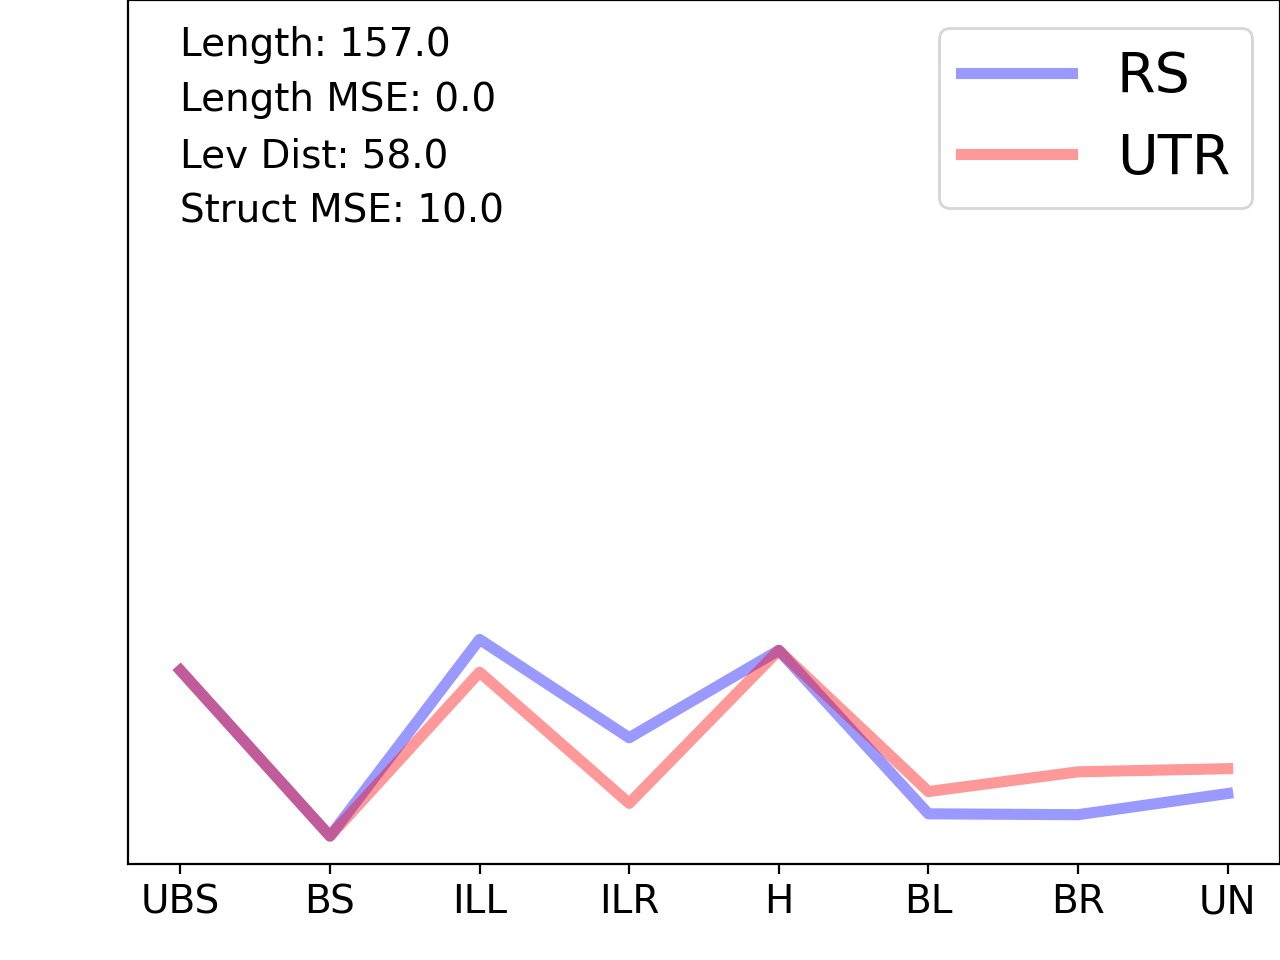 Length: 157.0
Length MSE: 0.0
Lev Dist: 58.0
Struct MSE: 10.0
RS
UTR
UBS BS ILL ILR H BL BR UN